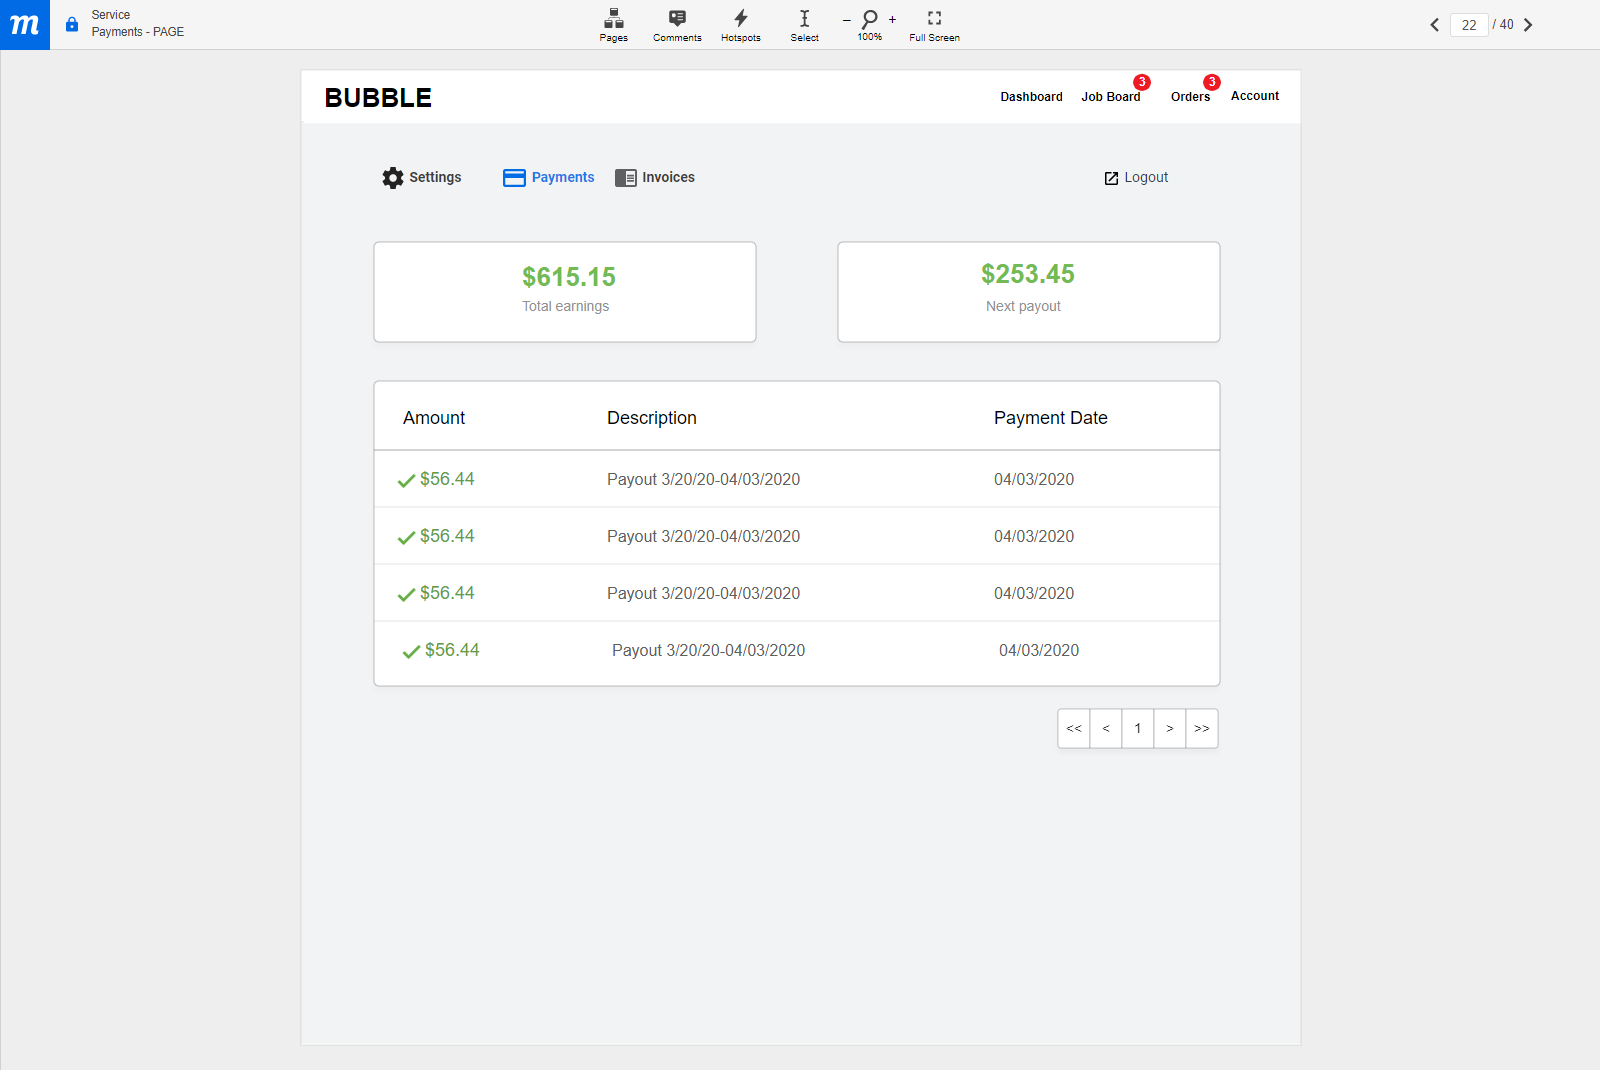 m
Service
Payments - PAGE
Pages
Comments
Hotspots
Select
– 100% +
Full Screen
22 / 40
BUBBLE
Dashboard
Job Board 3
Orders 3
Account
Settings
Payments
Invoices
Logout
$615.15
Total earnings
$253.45
Next payout
Amount Description Payment Date
$56.44 Payout 3/20/20-04/03/2020 04/03/2020
$56.44 Payout 3/20/20-04/03/2020 04/03/2020
$56.44 Payout 3/20/20-04/03/2020 04/03/2020
$56.44 Payout 3/20/20-04/03/2020 04/03/2020
<< < 1 > >>